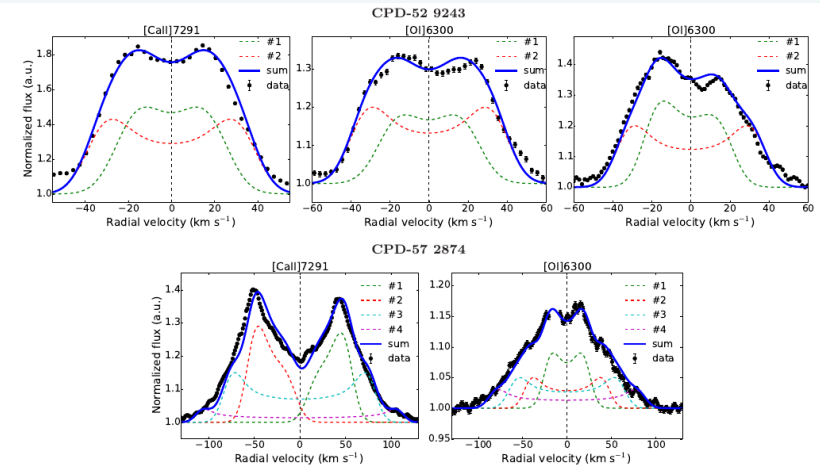 CPD-52 9243
[CaII]7291
[OI]6300
[OI]6300
Normalized flux (a.u.)
1.8
1.6
1.4
1.2
1.0
#1
#2
sum
data
−40 −20 0 20 40
Radial velocity (km s⁻¹)
1.3
1.2
1.1
1.0
#1
#2
sum
data
−60 −40 −20 0 20 40 60
Radial velocity (km s⁻¹)
1.4
1.3
1.2
1.1
1.0
#1
#2
sum
data
−60 −40 −20 0 20 40 60
Radial velocity (km s⁻¹)
CPD-57 2874
[CaII]7291
[OI]6300
Normalized flux (a.u.)
1.4
1.3
1.2
1.1
1.0
#1
#2
#3
#4
sum
data
−100 −50 0 50 100
Radial velocity (km s⁻¹)
1.20
1.15
1.10
1.05
1.00
0.95
#1
#2
#3
#4
sum
data
−100 −50 0 50 100
Radial velocity (km s⁻¹)